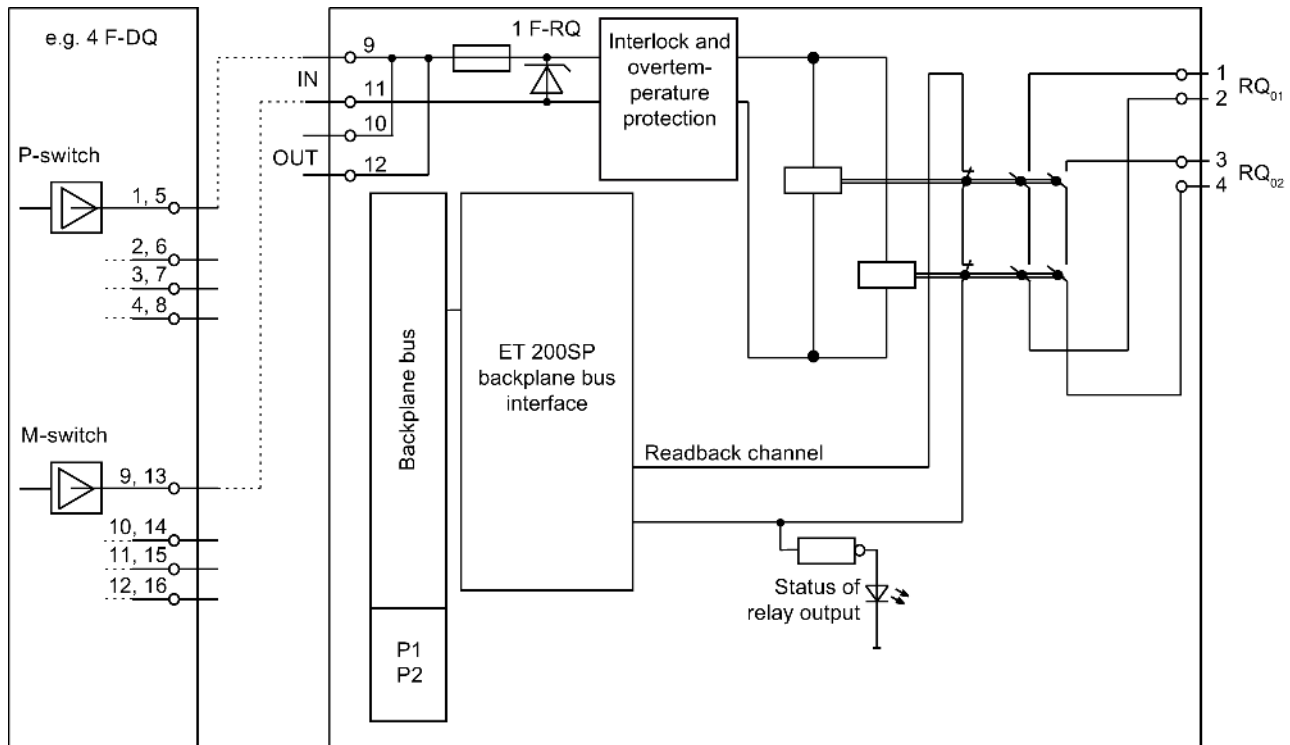 e.g. 4 F-DQ
P-switch
1, 5
2, 6
3, 7
4, 8
M-switch
9, 13
10, 14
11, 15
12, 16
IN
OUT
9
11
10
12
1 F-RQ
Interlock and
overtem-
perature
protection
1
2
RQ01
3
4
RQ02
Backplane bus
P1
P2
ET 200SP
backplane bus
interface
Readback channel
Status of
relay output